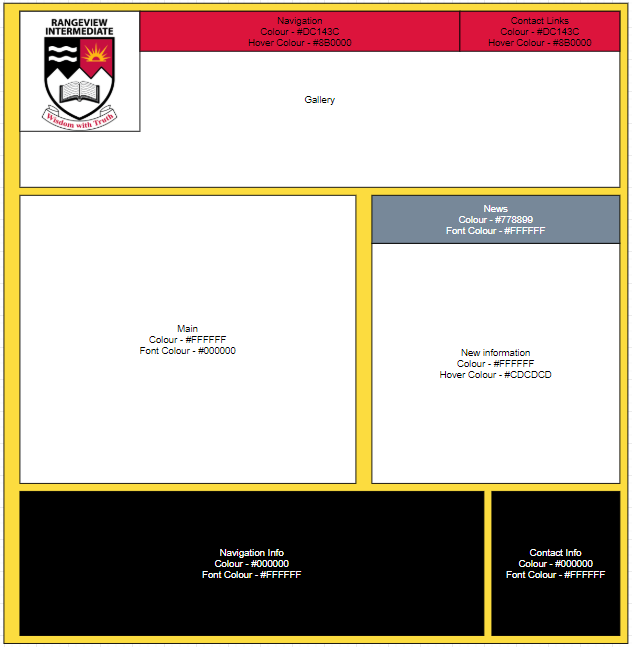 RANGEVIEW
INTERMEDIATE
Wisdom with Truth
Navigation
Colour - #DC143C
Hover Colour - #8B0000
Contact Links
Colour - #DC143C
Hover Colour - #8B0000
Gallery
Main
Colour - #FFFFFF
Font Colour - #000000
News
Colour - #778899
Font Colour - #FFFFFF
New information
Colour - #FFFFFF
Hover Colour - #CDCDCD
Navigation Info
Colour - #000000
Font Colour - #FFFFFF
Contact Info
Colour - #000000
Font Colour - #FFFFFF